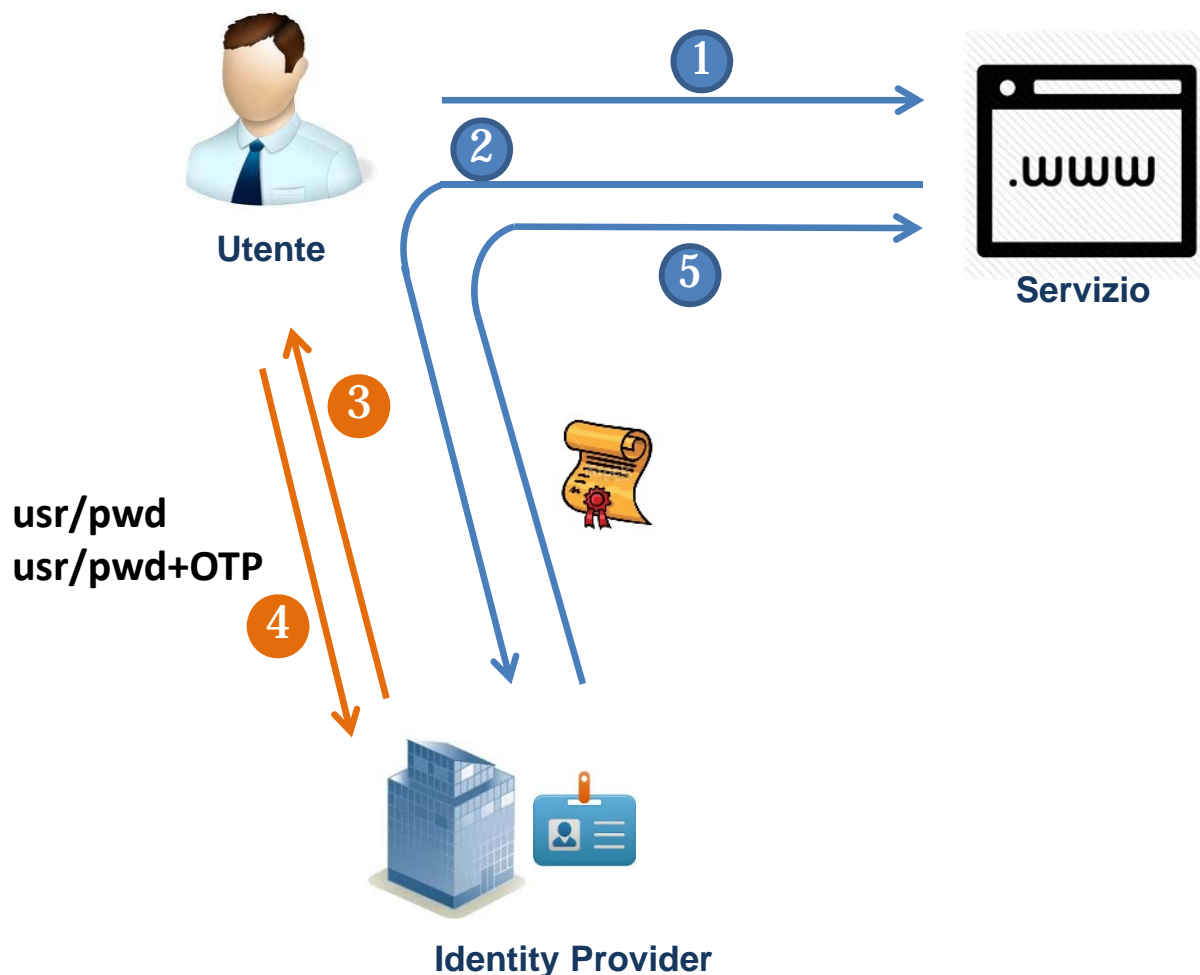 1
2
.www
Utente
5
Servizio
3
usr/pwd
usr/pwd+OTP
4
Identity Provider